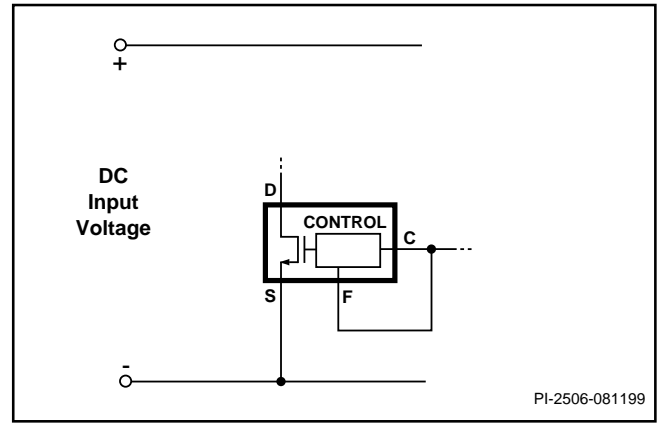 +
DC
Input
Voltage
D
CONTROL
C
S
F
-
PI-2506-081199